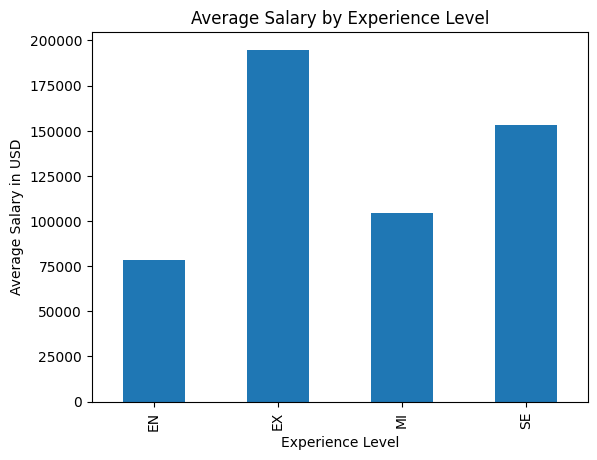 Average Salary by Experience Level
Average Salary in USD
200000
175000
150000
125000
100000
75000
50000
25000
0
EN
EX
MI
SE
Experience Level